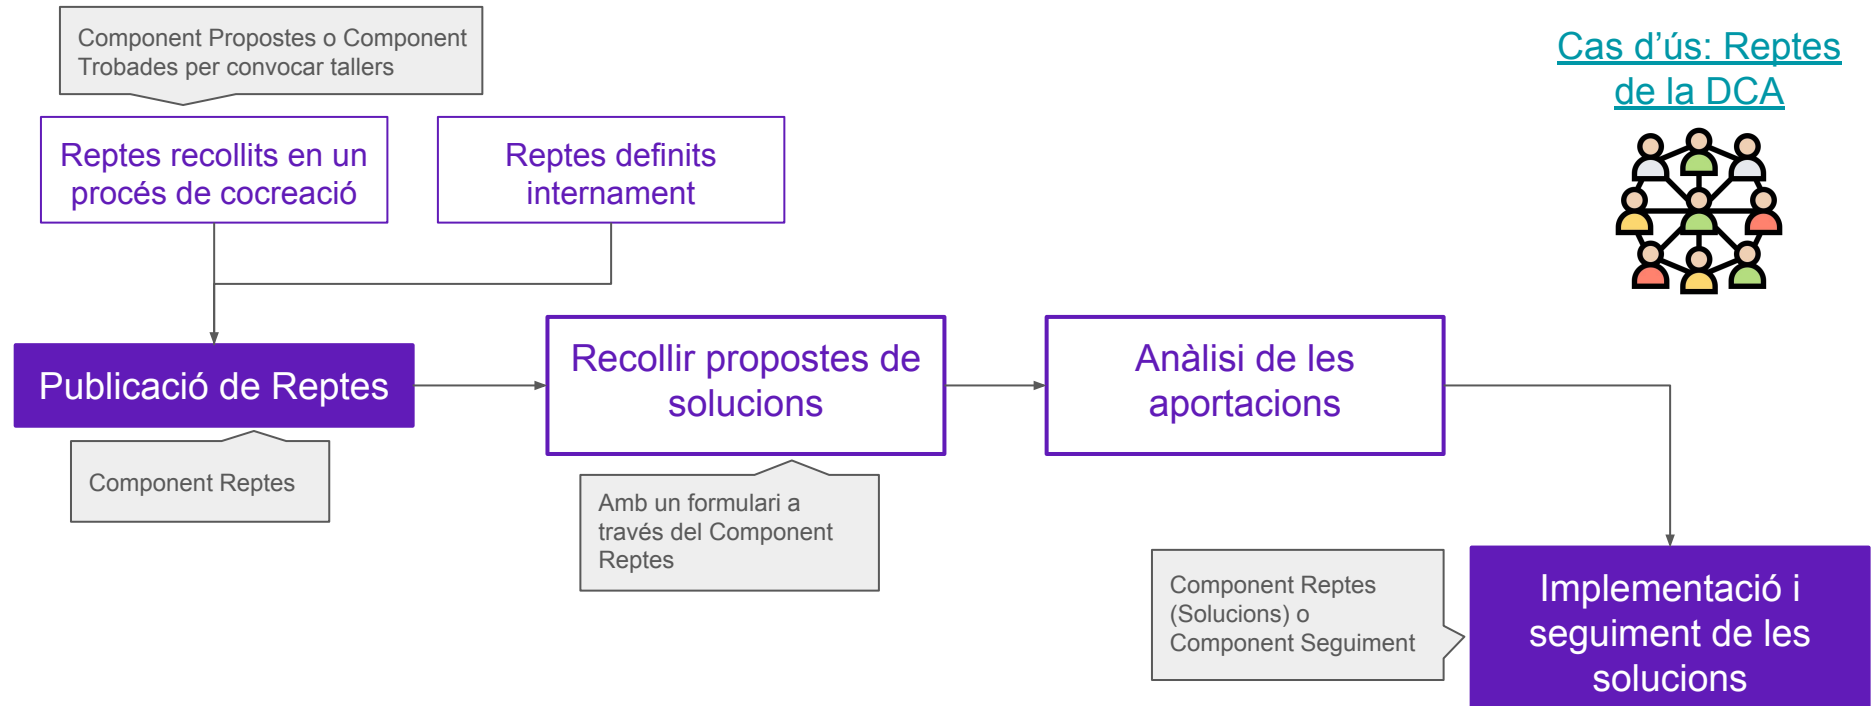 Component Propostes o Component
Trobades per convocar tallers
Cas d’ús: Reptes
de la DCA
Reptes recollits en un
procés de cocreació
Reptes definits
internament
Publicació de Reptes
Recollir propostes de
solucions
Anàlisi de les
aportacions
Component Reptes
Amb un formulari a
través del Component
Reptes
Component Reptes
(Solucions) o
Component Seguiment
Implementació i
seguiment de les
solucions